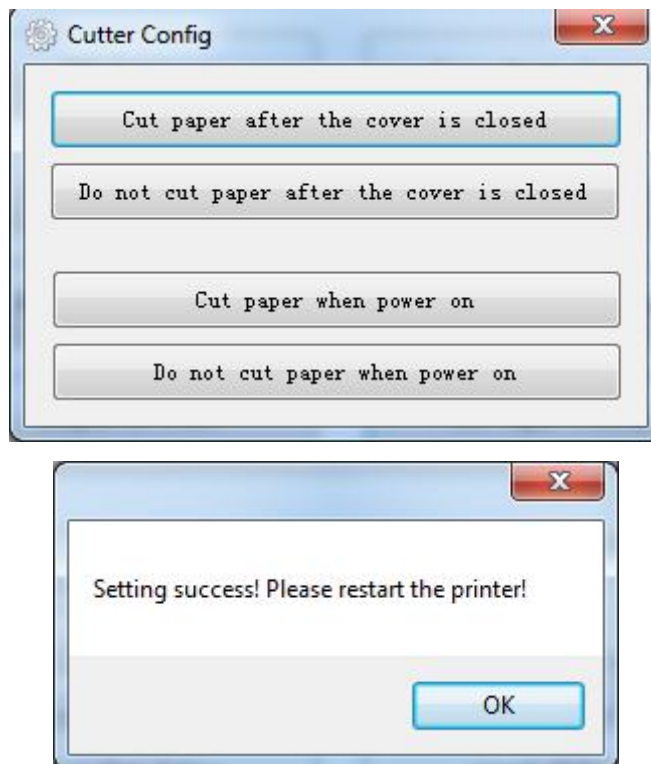 Cutter Config
Cut paper after the cover is closed
Do not cut paper after the cover is closed
Cut paper when power on
Do not cut paper when power on
Setting success! Please restart the printer!
OK